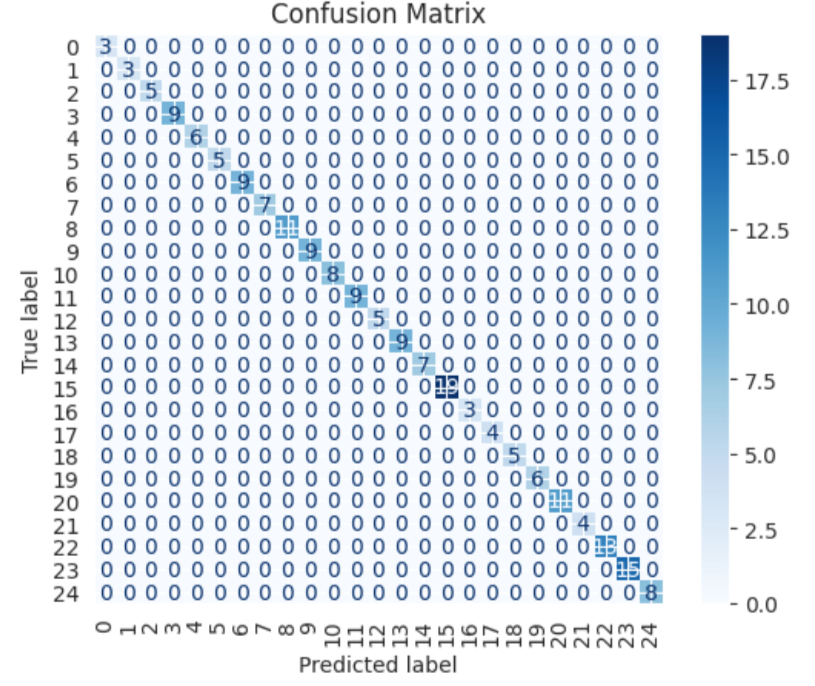 Confusion Matrix
0 3 0 0 0 0 0 0 0 0 0 0 0 0 0 0 0 0 0 0 0 0 0 0 0 0
1 0 3 0 0 0 0 0 0 0 0 0 0 0 0 0 0 0 0 0 0 0 0 0 0 0
2 0 0 5 0 0 0 0 0 0 0 0 0 0 0 0 0 0 0 0 0 0 0 0 0 0
3 0 0 0 9 0 0 0 0 0 0 0 0 0 0 0 0 0 0 0 0 0 0 0 0 0
4 0 0 0 0 6 0 0 0 0 0 0 0 0 0 0 0 0 0 0 0 0 0 0 0 0
5 0 0 0 0 0 5 0 0 0 0 0 0 0 0 0 0 0 0 0 0 0 0 0 0 0
6 0 0 0 0 0 0 9 0 0 0 0 0 0 0 0 0 0 0 0 0 0 0 0 0 0
7 0 0 0 0 0 0 0 7 0 0 0 0 0 0 0 0 0 0 0 0 0 0 0 0 0
8 0 0 0 0 0 0 0 0 11 0 0 0 0 0 0 0 0 0 0 0 0 0 0 0 0
9 0 0 0 0 0 0 0 0 0 9 0 0 0 0 0 0 0 0 0 0 0 0 0 0 0
10 0 0 0 0 0 0 0 0 0 0 8 0 0 0 0 0 0 0 0 0 0 0 0 0 0
11 0 0 0 0 0 0 0 0 0 0 0 9 0 0 0 0 0 0 0 0 0 0 0 0 0
12 0 0 0 0 0 0 0 0 0 0 0 0 5 0 0 0 0 0 0 0 0 0 0 0 0
13 0 0 0 0 0 0 0 0 0 0 0 0 0 9 0 0 0 0 0 0 0 0 0 0 0
14 0 0 0 0 0 0 0 0 0 0 0 0 0 0 7 0 0 0 0 0 0 0 0 0 0
15 0 0 0 0 0 0 0 0 0 0 0 0 0 0 0 19 0 0 0 0 0 0 0 0 0
16 0 0 0 0 0 0 0 0 0 0 0 0 0 0 0 0 3 0 0 0 0 0 0 0 0
17 0 0 0 0 0 0 0 0 0 0 0 0 0 0 0 0 0 4 0 0 0 0 0 0 0
18 0 0 0 0 0 0 0 0 0 0 0 0 0 0 0 0 0 0 5 0 0 0 0 0 0
19 0 0 0 0 0 0 0 0 0 0 0 0 0 0 0 0 0 0 0 6 0 0 0 0 0
20 0 0 0 0 0 0 0 0 0 0 0 0 0 0 0 0 0 0 0 0 11 0 0 0 0
21 0 0 0 0 0 0 0 0 0 0 0 0 0 0 0 0 0 0 0 0 0 4 0 0 0
22 0 0 0 0 0 0 0 0 0 0 0 0 0 0 0 0 0 0 0 0 0 0 13 0 0
23 0 0 0 0 0 0 0 0 0 0 0 0 0 0 0 0 0 0 0 0 0 0 0 15 0
24 0 0 0 0 0 0 0 0 0 0 0 0 0 0 0 0 0 0 0 0 0 0 0 0 8
0 1 2 3 4 5 6 7 8 9 10 11 12 13 14 15 16 17 18 19 20 21 22 23 24
Predicted label
True label
17.5
15.0
12.5
10.0
7.5
5.0
2.5
0.0